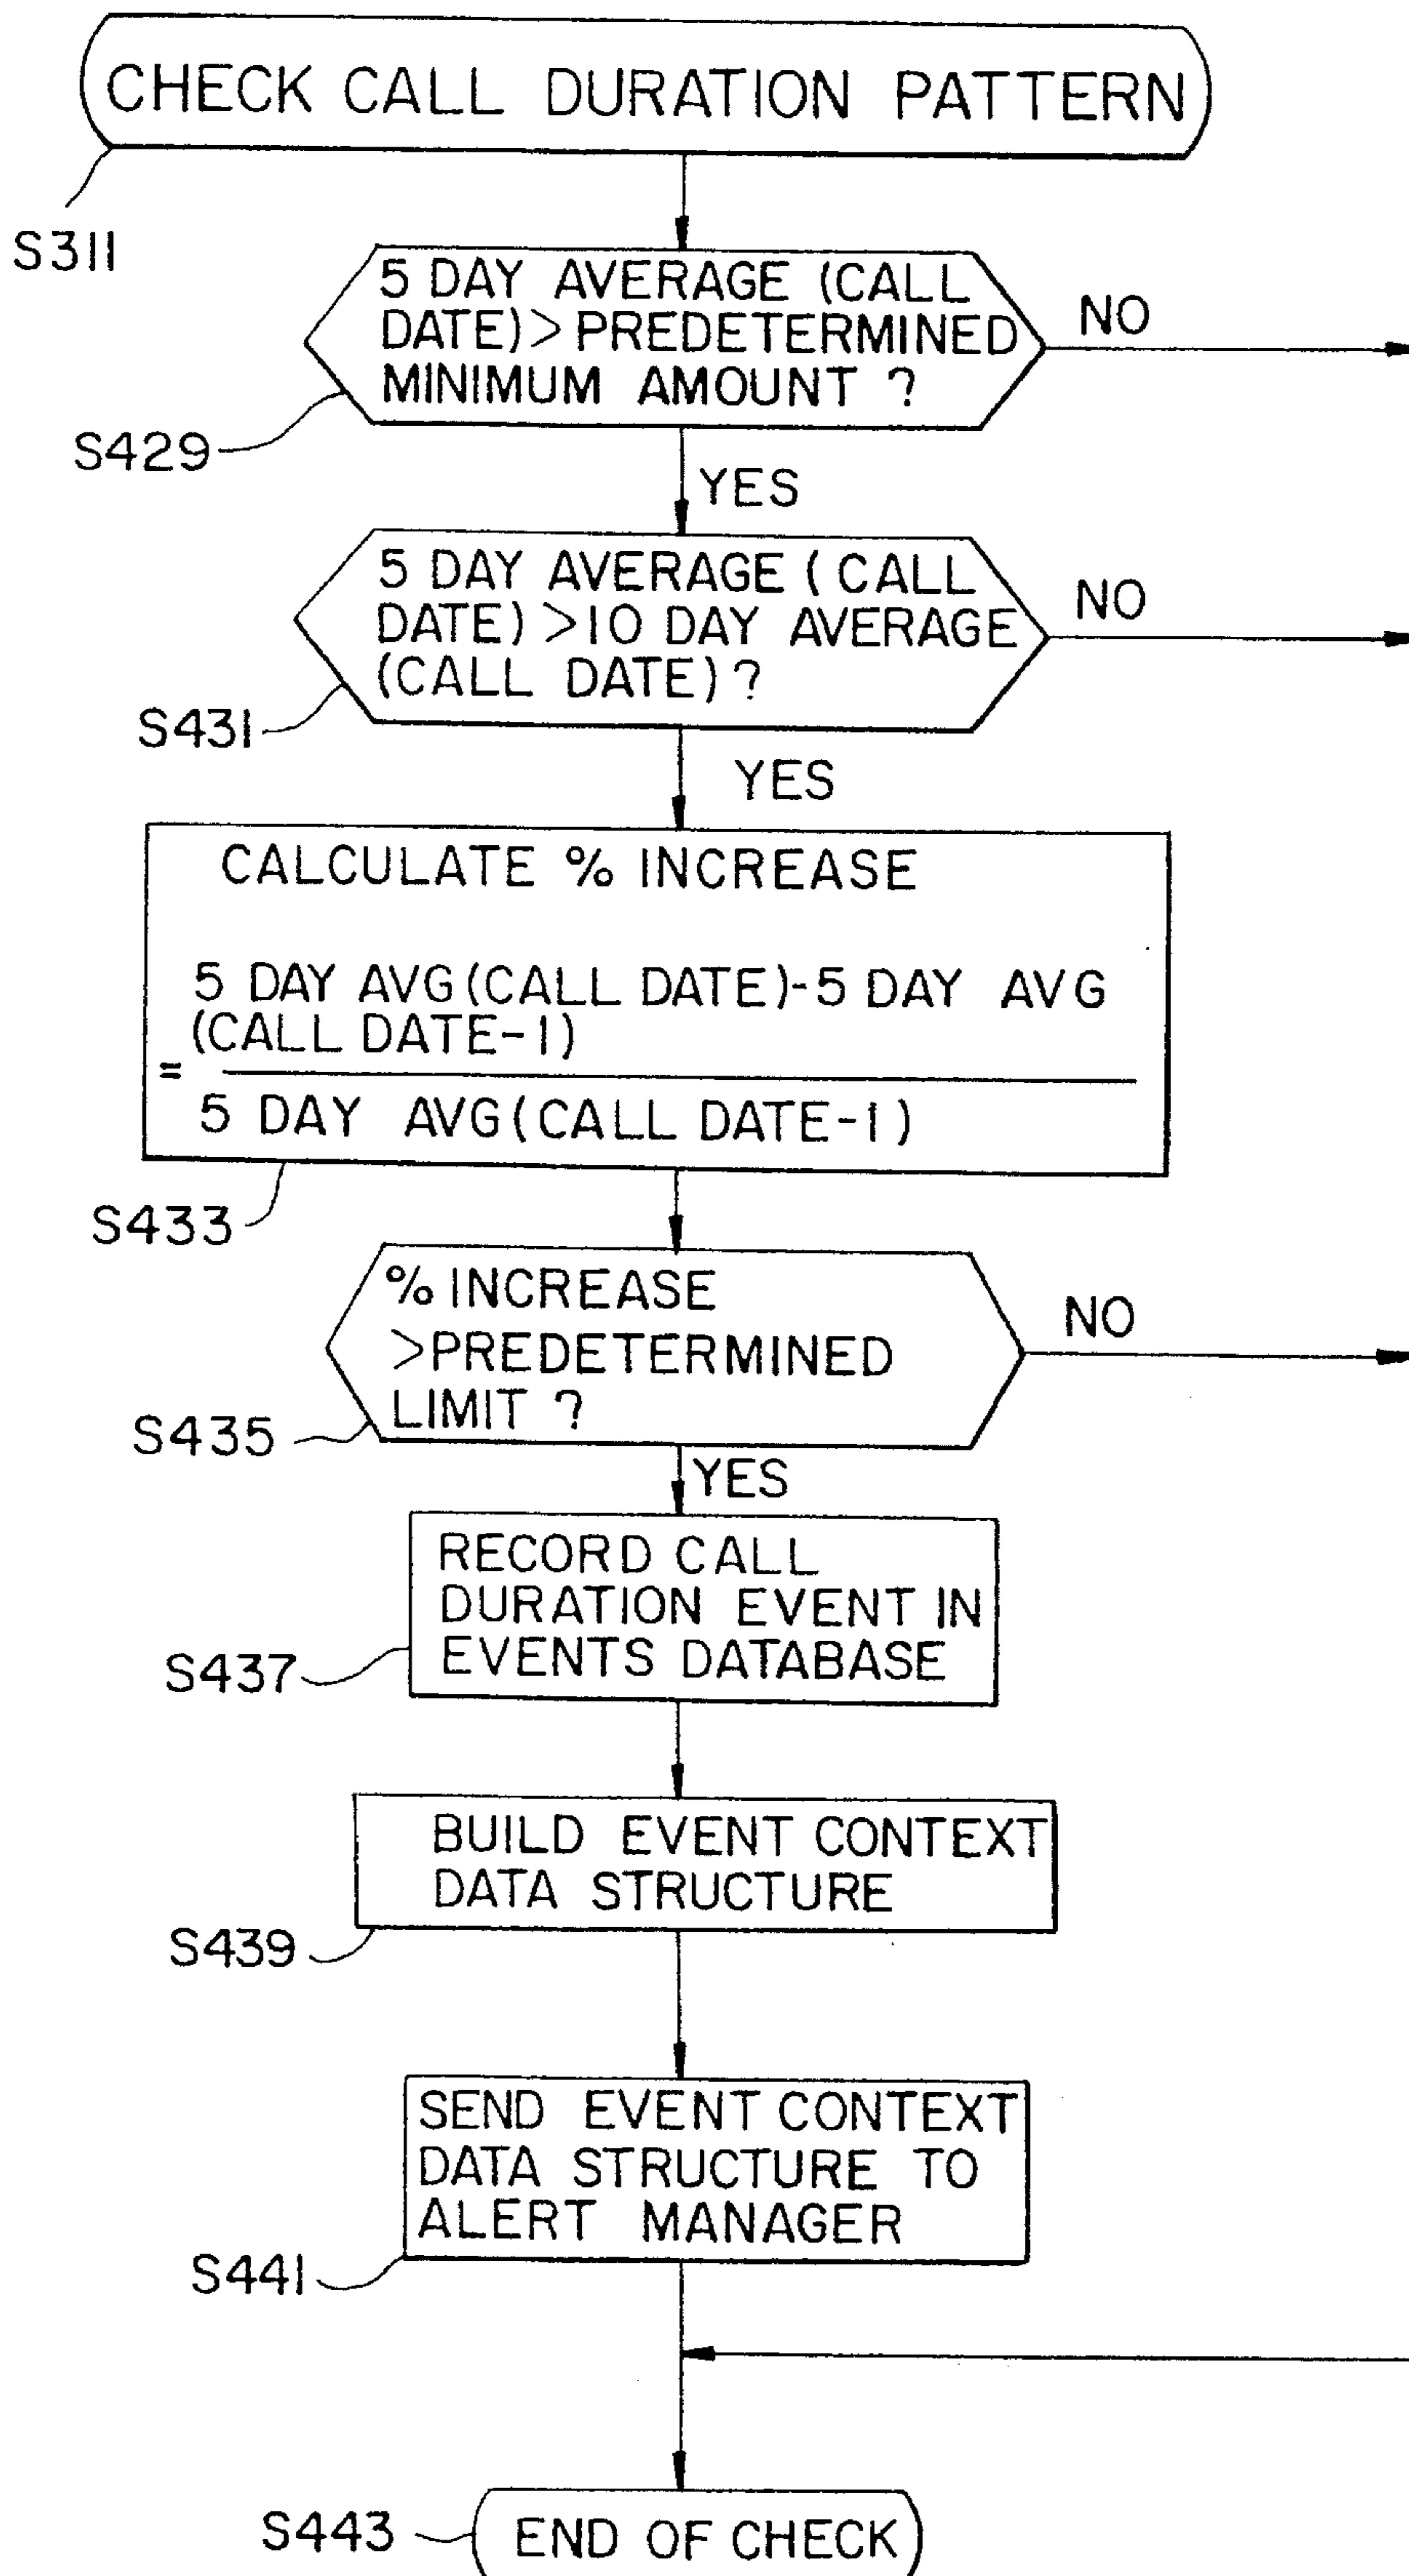 CHECK CALL DURATION PATTERN
S311
5 DAY AVERAGE (CALL
DATE)>PREDETERMINED
MINIMUM AMOUNT ?
NO
S429
YES
5 DAY AVERAGE ( CALL
DATE) >10 DAY AVERAGE
(CALL DATE) ?
NO
S431
YES
CALCULATE % INCREASE
5 DAY AVG (CALL DATE)-5 DAY AVG
(CALL DATE-1)
=
5 DAY AVG (CALL DATE-1)
S433
% INCREASE
>PREDETERMINED
LIMIT ?
NO
S435
YES
RECORD CALL
DURATION EVENT IN
EVENTS DATABASE
S437
BUILD EVENT CONTEXT
DATA STRUCTURE
S439
SEND EVENT CONTEXT
DATA STRUCTURE TO
ALERT MANAGER
S441
S443
END OF CHECK